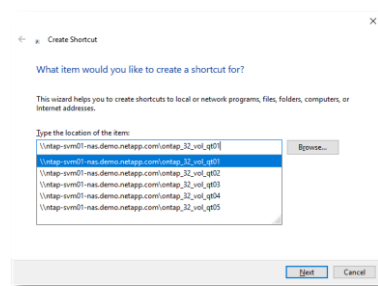 Create Shortcut
What item would you like to create a shortcut for?
This wizard helps you to create shortcuts to local or network programs, files, folders, computers, or
Internet addresses.
Type the location of the item:
\\ntap-svm01-nas.demo.netapp.com\ontap_32_vol_qt01
Browse...
\\ntap-svm01-nas.demo.netapp.com\ontap_32_vol_qt01
\\ntap-svm01-nas.demo.netapp.com\ontap_32_vol_qt02
\\ntap-svm01-nas.demo.netapp.com\ontap_32_vol_qt03
\\ntap-svm01-nas.demo.netapp.com\ontap_32_vol_qt04
\\ntap-svm01-nas.demo.netapp.com\ontap_32_vol_qt05
Next
Cancel